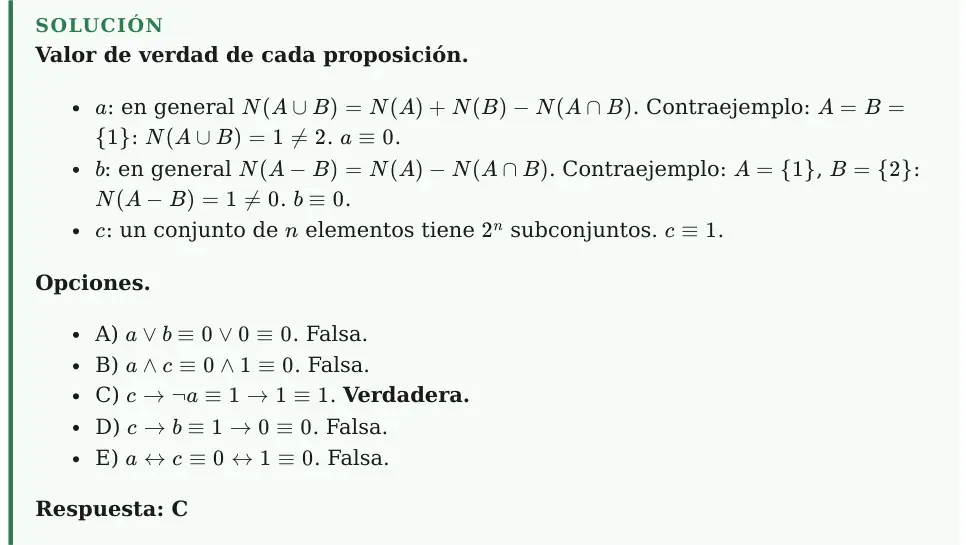 SOLUCIÓN
Valor de verdad de cada proposición.
• a: en general N(A ∪ B) = N(A) + N(B) − N(A ∩ B). Contraejemplo: A = B =
{1}: N(A ∪ B) = 1 ≠ 2. a ≡ 0.
• b: en general N(A − B) = N(A) − N(A ∩ B). Contraejemplo: A = {1}, B = {2}:
N(A − B) = 1 ≠ 0. b ≡ 0.
• c: un conjunto de n elementos tiene 2ⁿ subconjuntos. c ≡ 1.
Opciones.
• A) a ∨ b ≡ 0 ∨ 0 ≡ 0. Falsa.
• B) a ∧ c ≡ 0 ∧ 1 ≡ 0. Falsa.
• C) c → ¬a ≡ 1 → 1 ≡ 1. Verdadera.
• D) c → b ≡ 1 → 0 ≡ 0. Falsa.
• E) a ↔ c ≡ 0 ↔ 1 ≡ 0. Falsa.
Respuesta: C